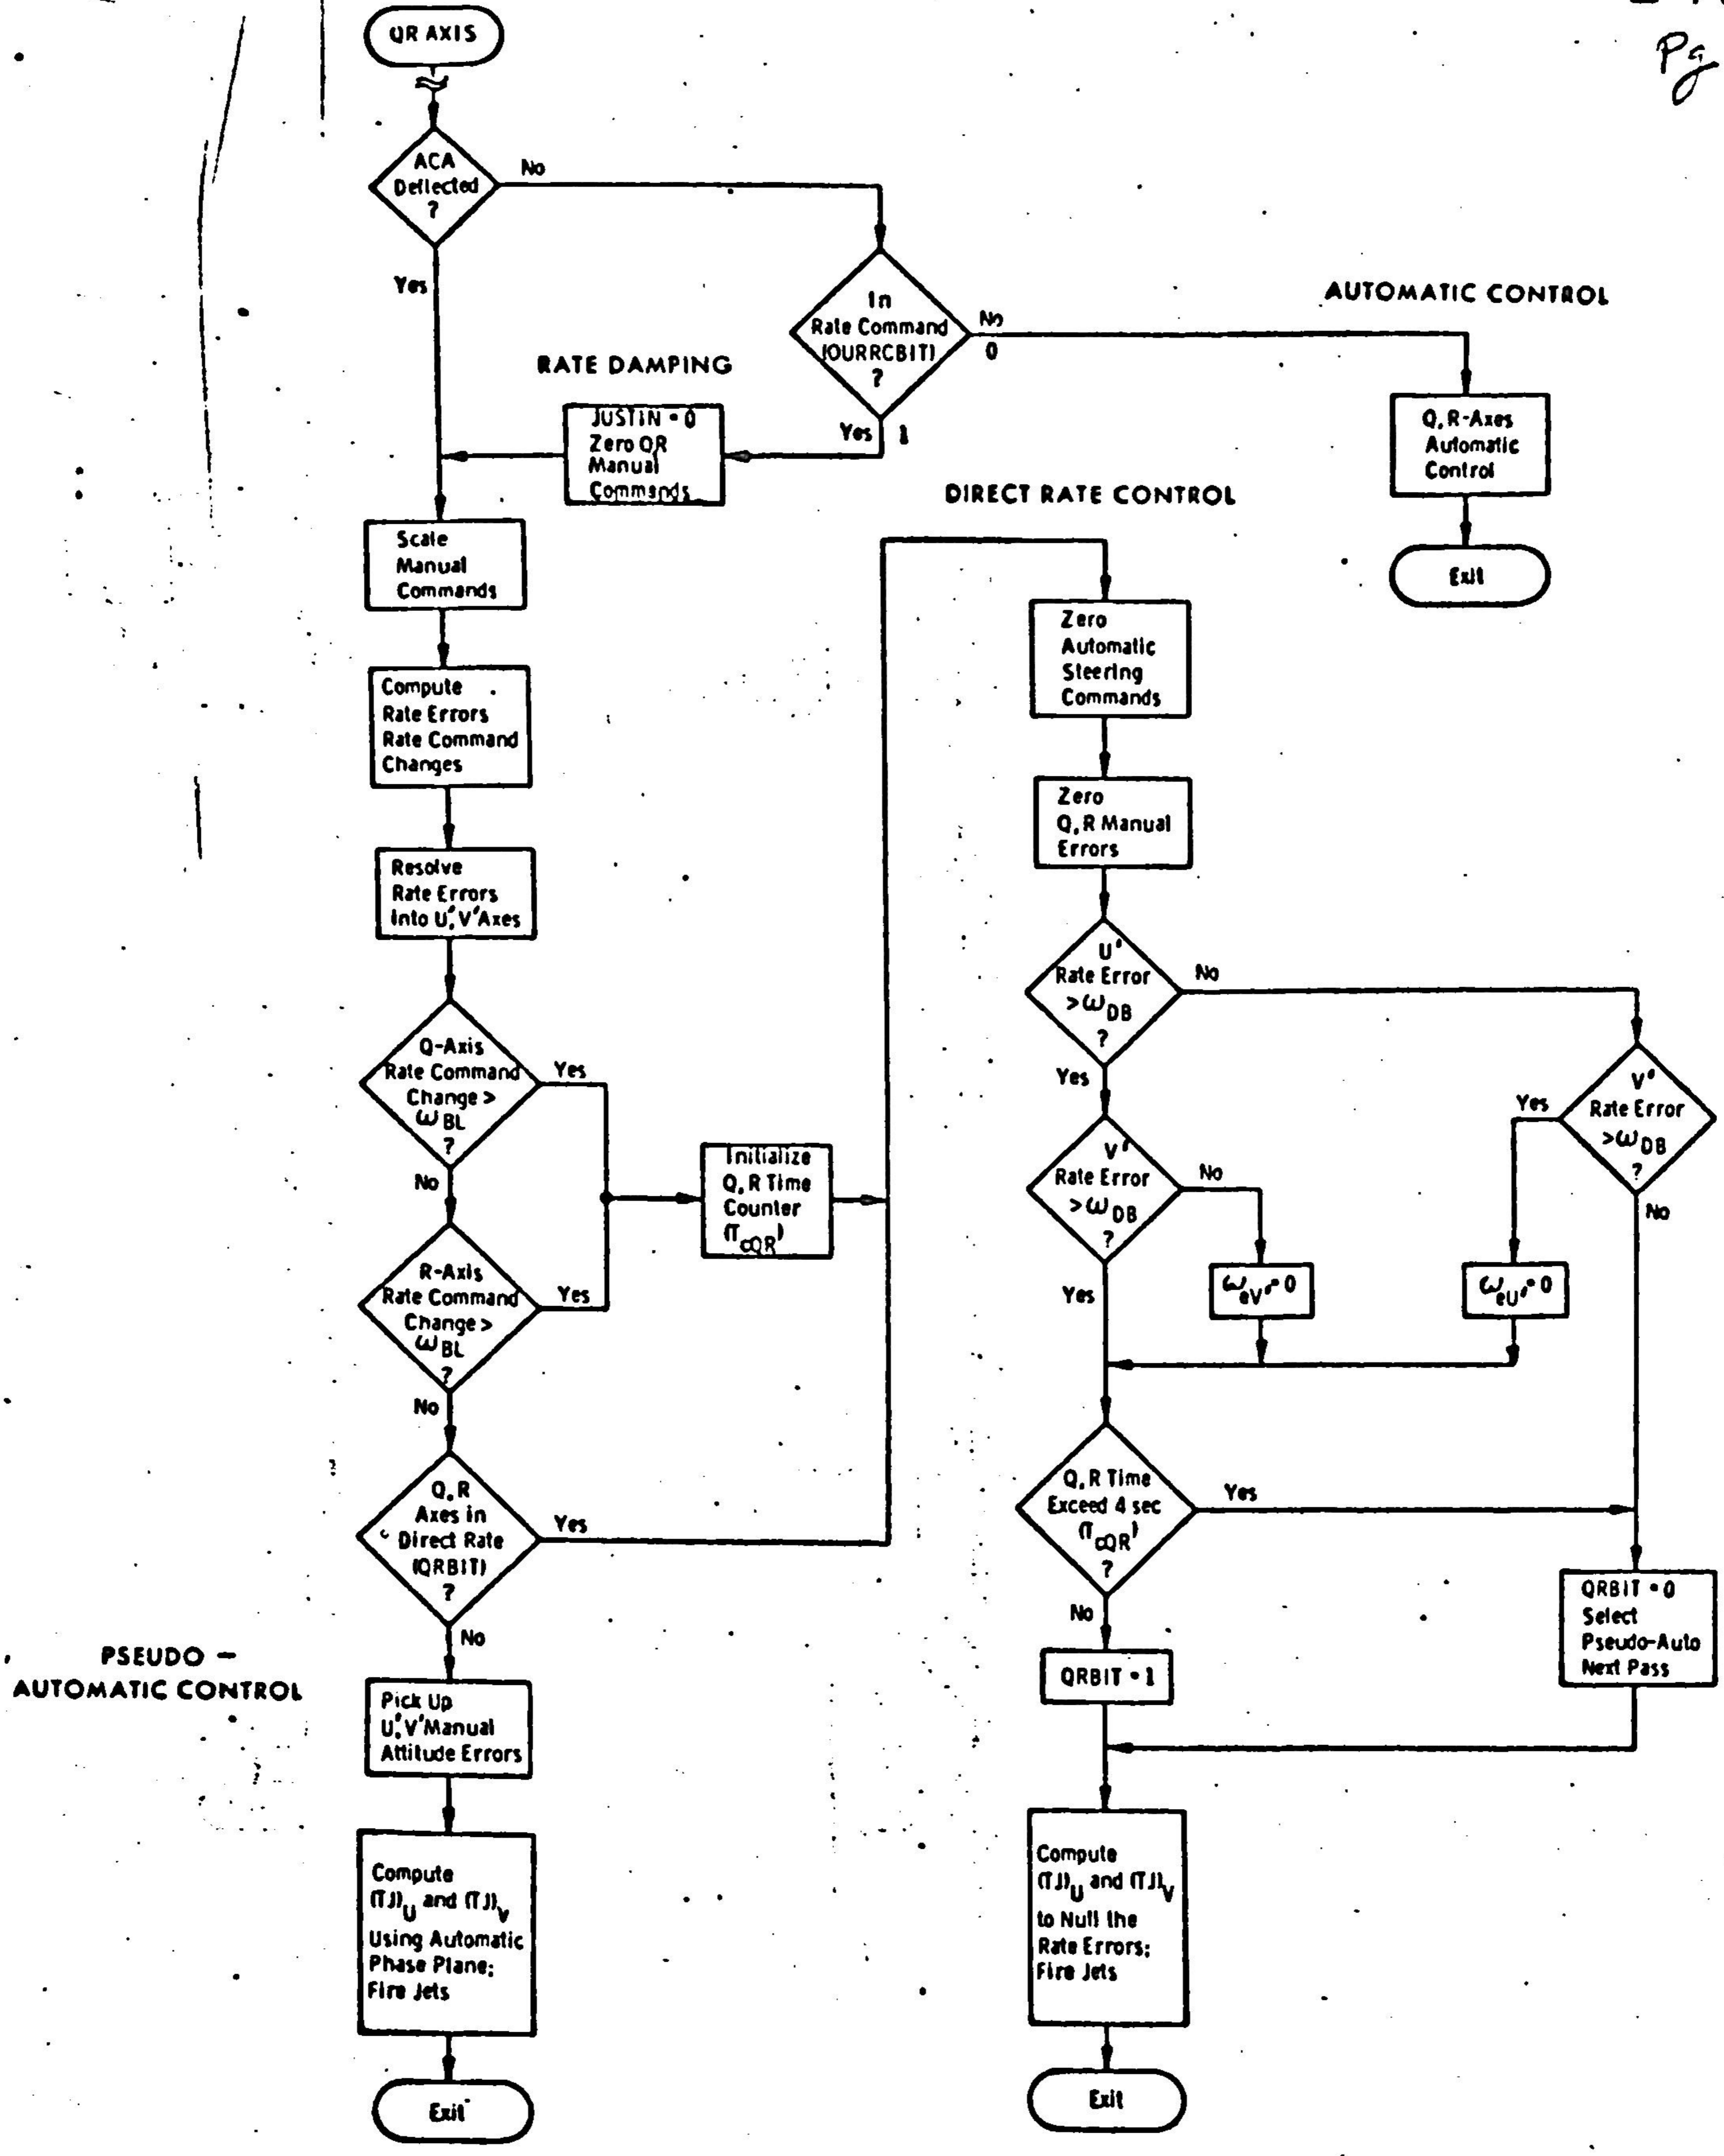 Pg
QR AXIS
ACA
Deflected
?
No
Yes
In
Rate Command
(OURRCBIT)
?
No
0
Yes 1
AUTOMATIC CONTROL
Q,R-Axes
Automatic
Control
Exit
RATE DAMPING
JUSTIN = 0
Zero QR
Manual
Commands
Scale
Manual
Commands
Compute
Rate Errors
Rate Command
Changes
Resolve
Rate Errors
Into U', V' Axes
Q-Axis
Rate Command
Change >
ω BL
?
Yes
No
R-Axis
Rate Command
Change >
ω BL
?
Yes
No
Initialize
Q,R Time
Counter
(TcQR)
Q,R
Axes in
Direct Rate
(QRBIT)
?
Yes
No
PSEUDO –
AUTOMATIC CONTROL
Pick Up
U', V' Manual
Attitude Errors
Compute
(TJ)U and (TJ)V
Using Automatic
Phase Plane;
Fire Jets
Exit
DIRECT RATE CONTROL
Zero
Automatic
Steering
Commands
Zero
Q,R Manual
Errors
U'
Rate Error
>ω DB
?
No
Yes
V'
Rate Error
>ω DB
?
No
Yes
V'
Rate Error
>ω DB
?
Yes
No
ωeV' = 0
ωeU' = 0
Q,R Time
Exceed 4 sec
(TcQR)
?
Yes
No
QRBIT = 1
QRBIT = 0
Select
Pseudo-Auto
Next Pass
Compute
(TJ)U and (TJ)V
to Null the
Rate Errors;
Fire Jets
Exit